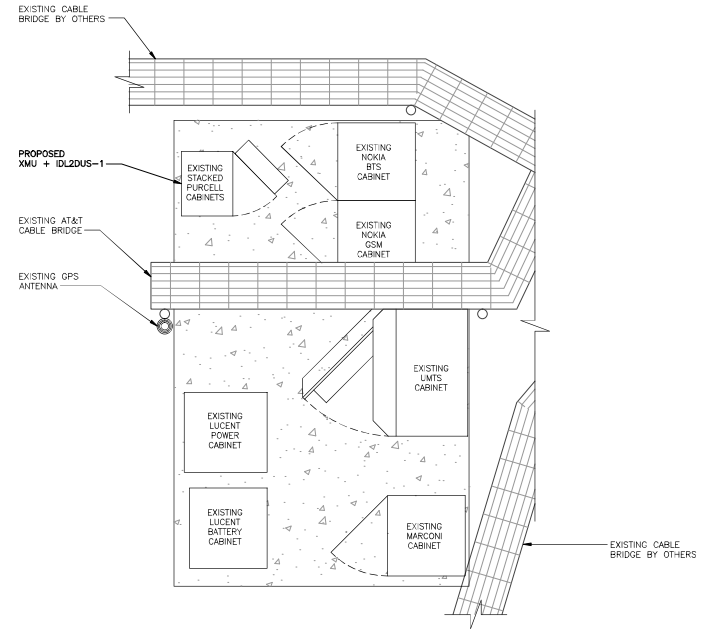 EXISTING CABLE
BRIDGE BY OTHERS
PROPOSED
XMU + IDL2DUS-1
EXISTING
STACKED
PURCELL
CABINETS
EXISTING
NOKIA
BTS
CABINET
EXISTING AT&T
CABLE BRIDGE
EXISTING
NOKIA
GSM
CABINET
EXISTING GPS
ANTENNA
EXISTING
UMTS
CABINET
EXISTING
LUCENT
POWER
CABINET
EXISTING
LUCENT
BATTERY
CABINET
EXISTING
MARCONI
CABINET
EXISTING CABLE
BRIDGE BY OTHERS